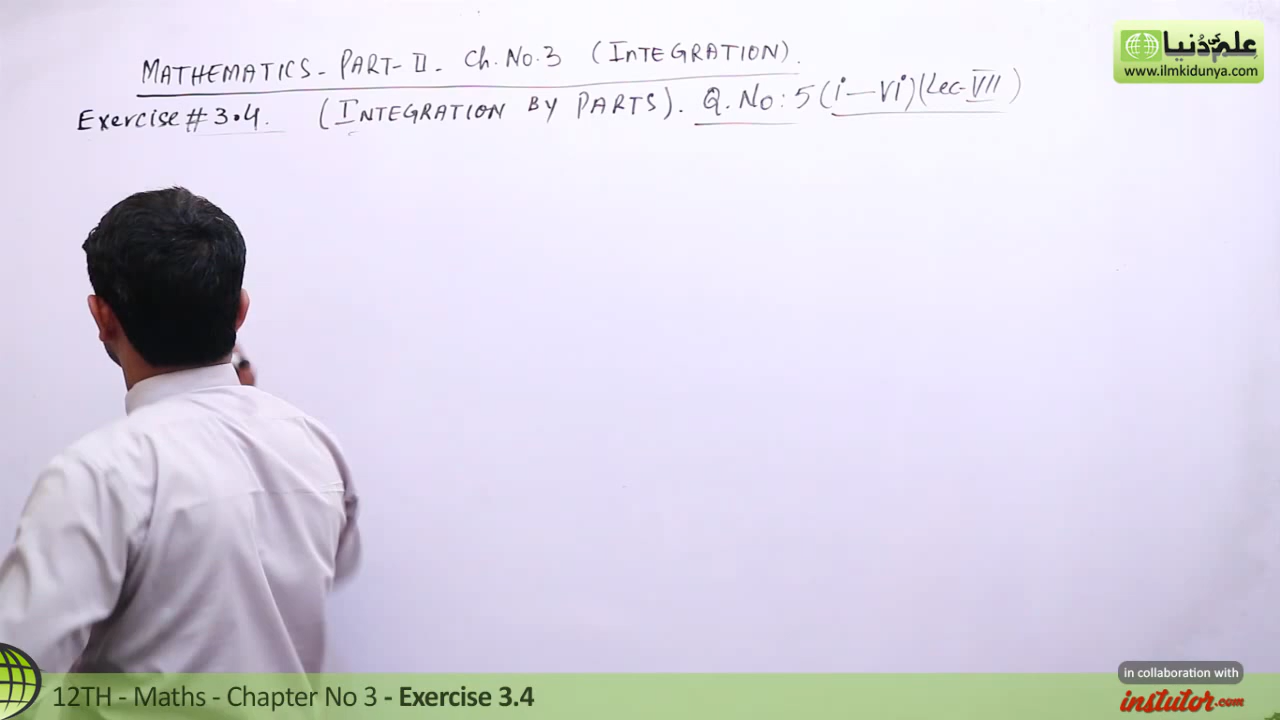 MATHEMATICS - PART - II - Ch. No. 3 (INTEGRATION).
Exercise # 3.4. (INTEGRATION BY PARTS). Q. No: 5 (i - vi) (Lec - VII)
علم کی دُنیا
www.ilmkidunya.com
in collaboration with
instutor.com
12TH - Maths - Chapter No 3 - Exercise 3.4